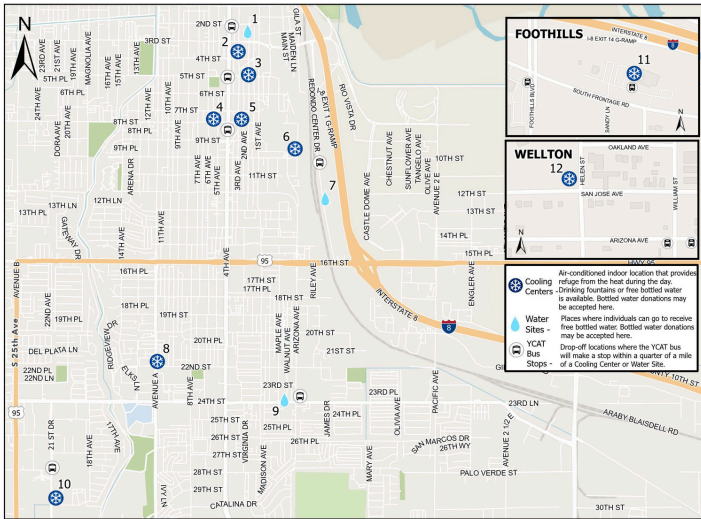 N
1
2ND ST
GILA ST
MAIDEN LN
MAIN ST
3RD ST
2
4TH ST
3
5TH ST
6TH ST
7TH ST
4
5
8TH ST
8TH PL
9TH ST
9TH PL
6
7
10TH ST
11TH ST
12TH ST
12TH LN
13TH ST
13TH LN
13TH PL
14TH PL
15TH PL
16TH ST
16TH PL
17TH ST
17TH PL
18TH ST
18TH PL
19TH ST
19TH PL
20TH ST
21ST ST
22ND ST
22ND PL
22ND LN
23RD ST
23RD PL
23RD LN
24TH ST
24TH PL
25TH ST
25TH PL
26TH ST
26TH PL
26TH WY
27TH ST
28TH ST
29TH ST
30TH ST
23RD AVE
21ST AVE
19TH AVE
MAGNOLIA AVE
16TH AVE
15TH AVE
13TH AVE
5TH PL
6TH PL
24TH AVE
20TH AVE
DORA AVE
12TH AVE
10TH AVE
9TH AVE
7TH AVE
6TH AVE
5TH AVE
3RD AVE
2ND AVE
1ST AVE
ARENA DR
GATEWAY DR
14TH AVE
11TH AVE
4TH AVE
REDONDO CENTER DR
I-8 EXIT 1 G-RAMP
RIO VISTA DR
CASTLE DOME AVE
CHESTNUT AVE
SUNFLOWER AVE
TANGELO AVE
OLIVE AVE
AVENUE 2 E
95
HWY 95
AVENUE B
S 25th Ave
22ND AVE
DEL PLATA LN
RIDGEVIEW DR
ELKS LN
8
AVENUE A
8TH AVE
RILEY AVE
MAPLE AVE
WALNUT AVE
ARIZONA AVE
INTERSTATE 8
8
ENGLER AVE
95
21 ST DR
18TH AVE
17TH AVE
10
IVY LN
VIRGINIA DR
MADISON AVE
CATALINA DR
9
JAMES DR
MARY AVE
OLIVIA AVE
PACIFIC AVE
SAN MARCOS DR
AVENUE 2 1/2 E
PALO VERDE ST
ARABY BLAISDELL RD
FOOTHILLS
INTERSTATE 8
I-8 EXIT 14 G-RAMP
8
11
FOOTHILLS BLVD
SOUTH FRONTAGE RD
SANDY LN
N
WELLTON
OAKLAND AVE
12
HELEN ST
SAN JOSE AVE
WILLIAM ST
ARIZONA AVE
N
Cooling
Centers -
Air-conditioned indoor location that provides
refuge from the heat during the day.
Drinking fountains or free bottled water
is available. Bottled water donations may
be accepted here.
Water
Sites -
Places where individuals can go to receive
free bottled water. Bottled water donations
may be accepted here.
YCAT
Bus
Stops -
Drop-off locations where the YCAT bus
will make a stop within a quarter of a mile
of a Cooling Center or Water Site.